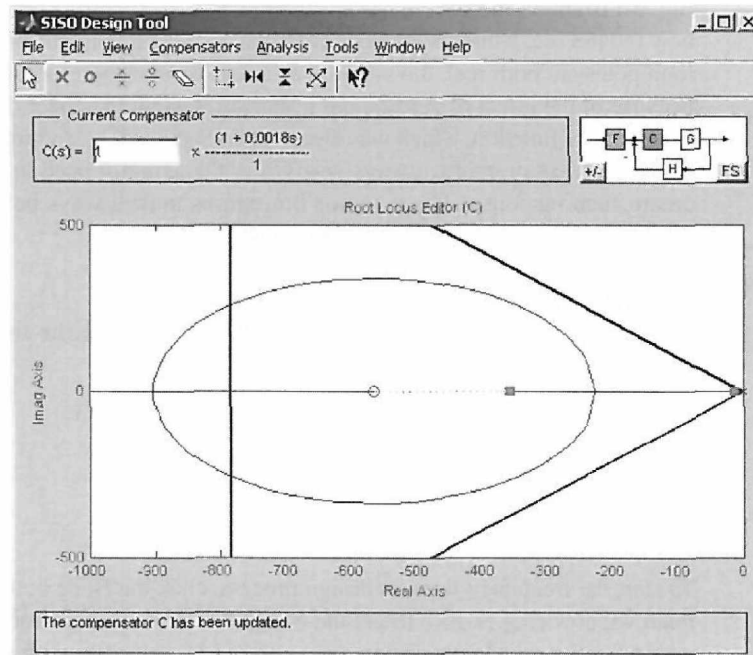 SISO Design Tool
File Edit View Compensators Analysis Tools Window Help
Current Compensator
C(s) = 1 x (1 + 0.0018s)
1
F C G
H
+/- FS
Root Locus Editor (C)
500
0
-500
Imag Axis
-1000 -900 -800 -700 -600 -500 -400 -300 -200 -100 0
Real Axis
The compensator C has been updated.